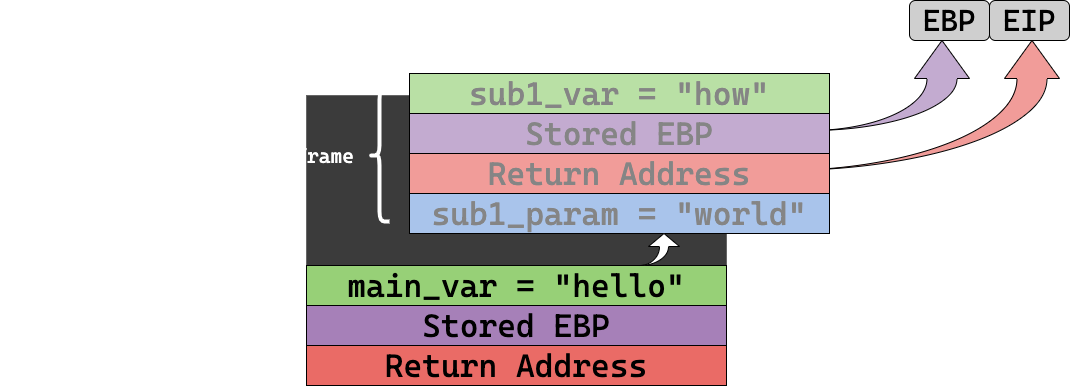 EBP EIP
sub1_var = "how"
Stored EBP
rame
Return Address
sub1_param = "world"
main_var = "hello"
Stored EBP
Return Address